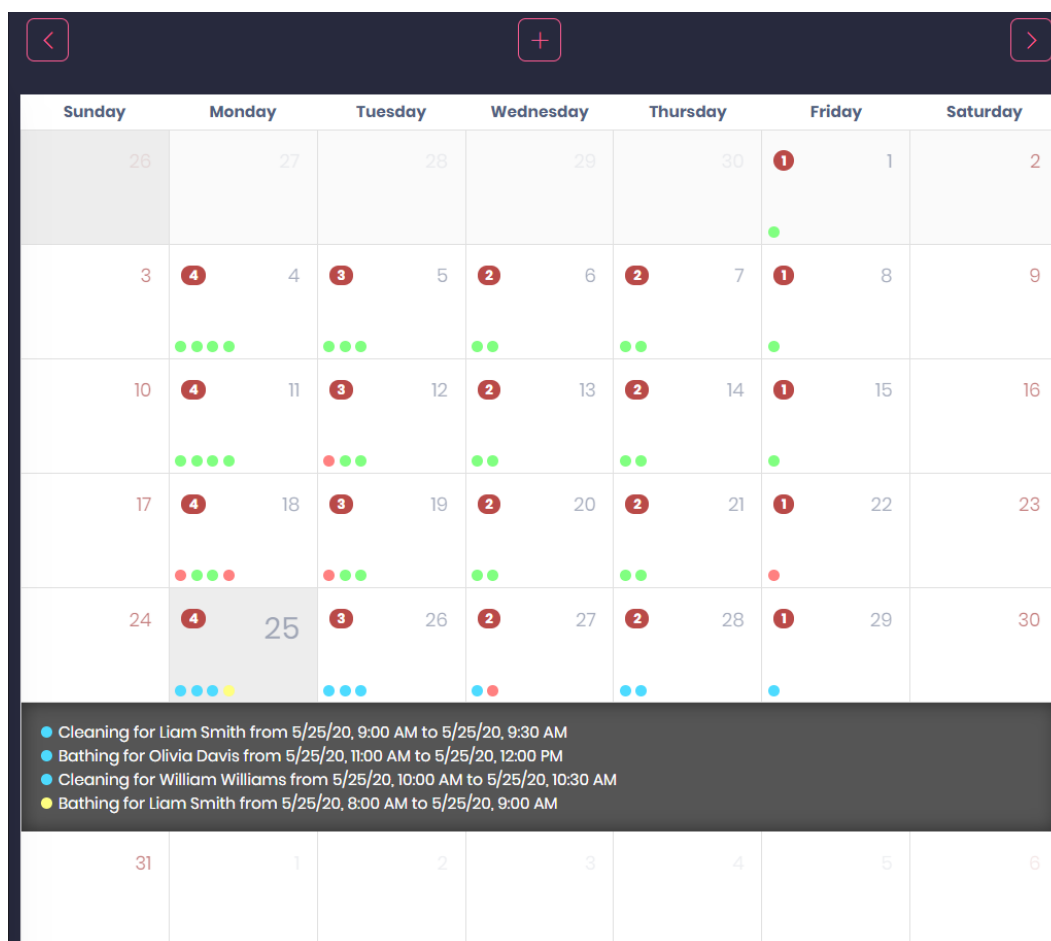 Sunday Monday Tuesday Wednesday Thursday Friday Saturday
26 27 28 29 30 1 1 2
3 4 4 3 5 2 6 2 7 1 8 9
10 4 11 3 12 2 13 2 14 1 15 16
17 4 18 3 19 2 20 2 21 1 22 23
24 4 25 3 26 2 27 2 28 1 29 30
Cleaning for Liam Smith from 5/25/20, 9:00 AM to 5/25/20, 9:30 AM
Bathing for Olivia Davis from 5/25/20, 11:00 AM to 5/25/20, 12:00 PM
Cleaning for William Williams from 5/25/20, 10:00 AM to 5/25/20, 10:30 AM
Bathing for Liam Smith from 5/25/20, 8:00 AM to 5/25/20, 9:00 AM
31 1 2 3 4 5 6